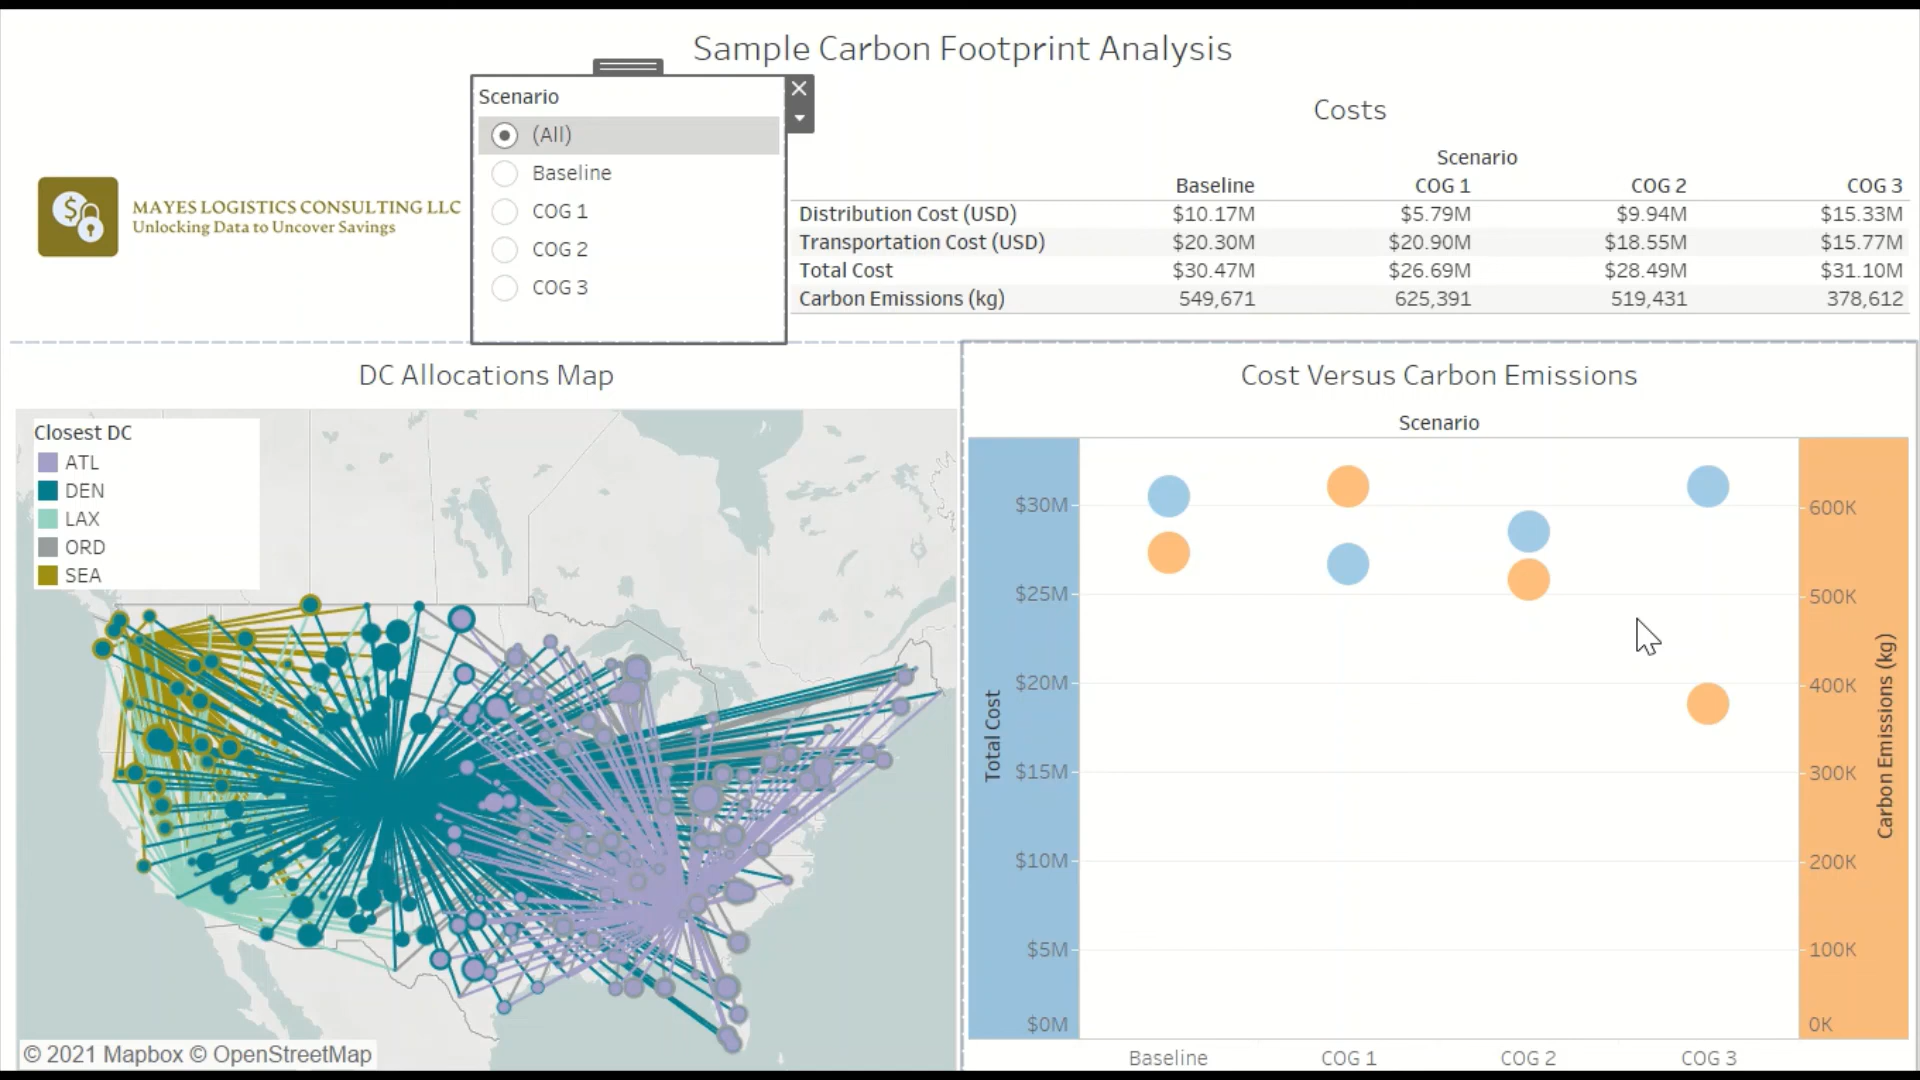 Sample Carbon Footprint Analysis
Scenario
(All)
Baseline
COG 1
COG 2
COG 3
MAYES LOGISTICS CONSULTING LLC
Unlocking Data to Uncover Savings
Costs
Scenario
Baseline COG 1 COG 2 COG 3
Distribution Cost (USD) $10.17M $5.79M $9.94M $15.33M
Transportation Cost (USD) $20.30M $20.90M $18.55M $15.77M
Total Cost $30.47M $26.69M $28.49M $31.10M
Carbon Emissions (kg) 549,671 625,391 519,431 378,612
DC Allocations Map
Closest DC
ATL
DEN
LAX
ORD
SEA
© 2021 Mapbox © OpenStreetMap
Cost Versus Carbon Emissions
Scenario
Total Cost
$30M
$25M
$20M
$15M
$10M
$5M
$0M
600K
500K
400K
300K
200K
100K
0K
Carbon Emissions (kg)
Baseline COG 1 COG 2 COG 3